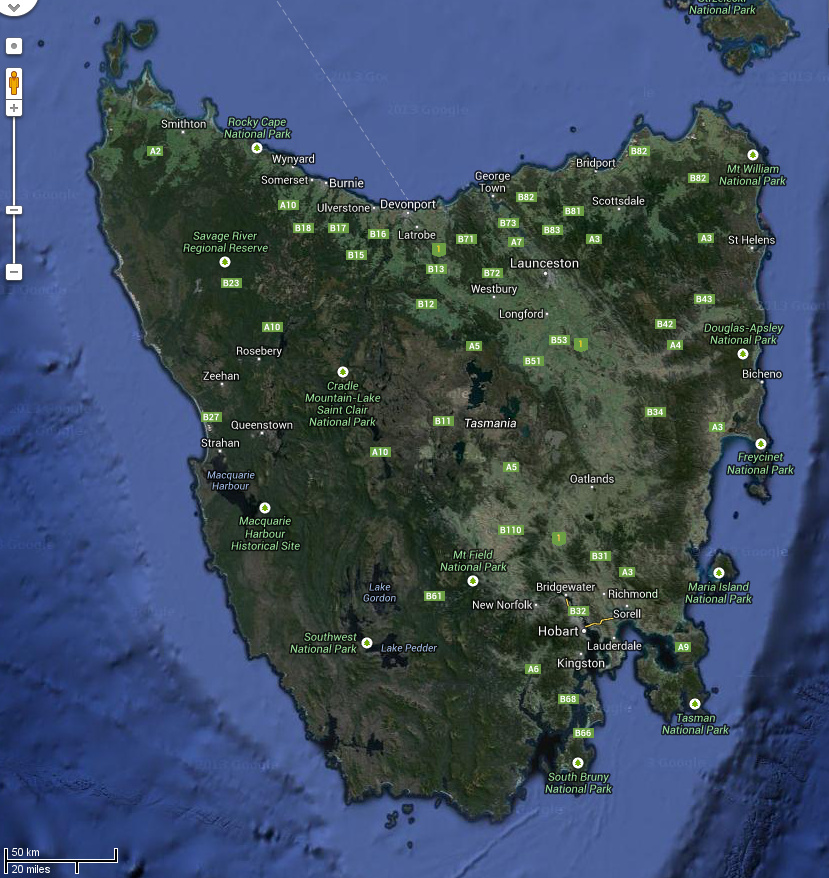 Strzelecki
National Park
© 2013 Google
Rocky Cape
National Park
Smithton
A2
Wynyard
Somerset
Burnie
Bridport
B82
Mt William
National Park
B82
George
Town
B82
Scottsdale
Ulverstone
Devonport
A10
B81
B18
B17
B16
Latrobe
B73
B83
A7
A3
A3
St Helens
Savage River
Regional Reserve
B71
1
B15
B13
B72
Launceston
B23
Westbury
B12
Longford
B43
A10
B42
Douglas-Apsley
National Park
A5
B53
1
A4
Rosebery
B51
Zeehan
Cradle
Mountain-Lake
Saint Clair
National Park
Bicheno
B27
Queenstown
B11
Tasmania
B34
A3
Strahan
A10
Freycinet
National Park
Macquarie
Harbour
A5
Oatlands
Macquarie
Harbour
Historical Site
B110
1
Mt Field
National Park
B31
A3
Maria Island
National Park
Lake
Gordon
B61
Bridgewater
Richmond
New Norfolk
B32
Sorell
Hobart
Southwest
National Park
Lake Pedder
Lauderdale
A9
Kingston
A6
B68
Tasman
National Park
B66
South Bruny
National Park
50 km
20 miles